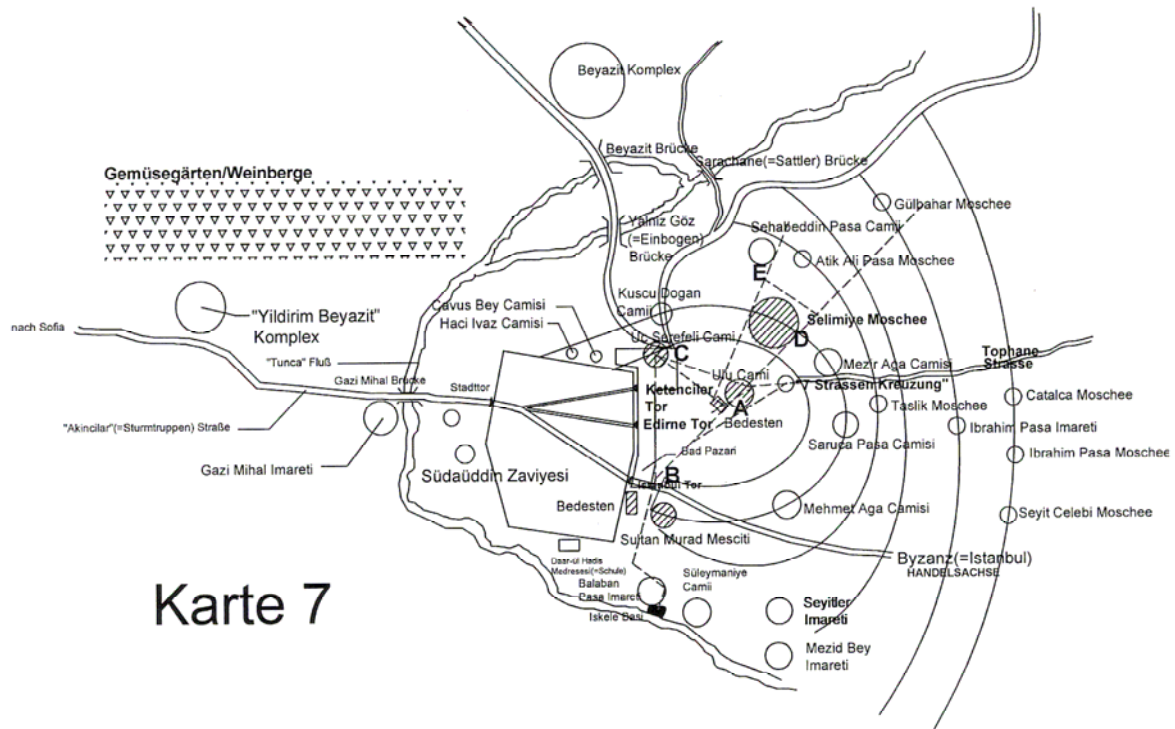 Beyazit Komplex
Beyazit Brücke
Sarachane(=Sattler) Brücke
Gemüsegärten/Weinberge
Gülbahar Moschee
Yalniz Göz
(=Einbogen)
Brücke
Sehabeddin Pasa Camii
E
Atik Ali Pasa Moschee
"Yildirim Beyazit"
Komplex
nach Sofia
Cavus Bey Camisi
Haci Ivaz Camisi
Kuscu Dogan
Camii
Selimiye Moschee
Üc Serefeli Cami
C
D
"Tunca" Fluß
Mezir Aga Camisi
Tophane
Strasse
Ulu Cami
"7 Strassen Kreuzung"
Gazi Mihal Brücke
Stadttor
Ketenciler
Tor
A
Edirne Tor
Bedesten
Taslik Moschee
Catalca Moschee
"Akincilar"(=Sturmtruppen) Straße
Saruca Pasa Camisi
Ibrahim Pasa Imareti
Bad Pazari
Ibrahim Pasa Moschee
Gazi Mihal Imareti
Südaüddin Zaviyesi
B
Tor
Bedesten
Mehmet Aga Camisi
Seyit Celebi Moschee
Sultan Murad Mesciti
Byzanz(=Istanbul)
HANDELSACHSE
Daar-ül Hadis
Medresesi(=Schule)
Balaban
Pasa Imaret
Iskele Basi
Süleymaniye
Camii
Seyitler
Imareti
Mezid Bey
Imareti
Karte 7